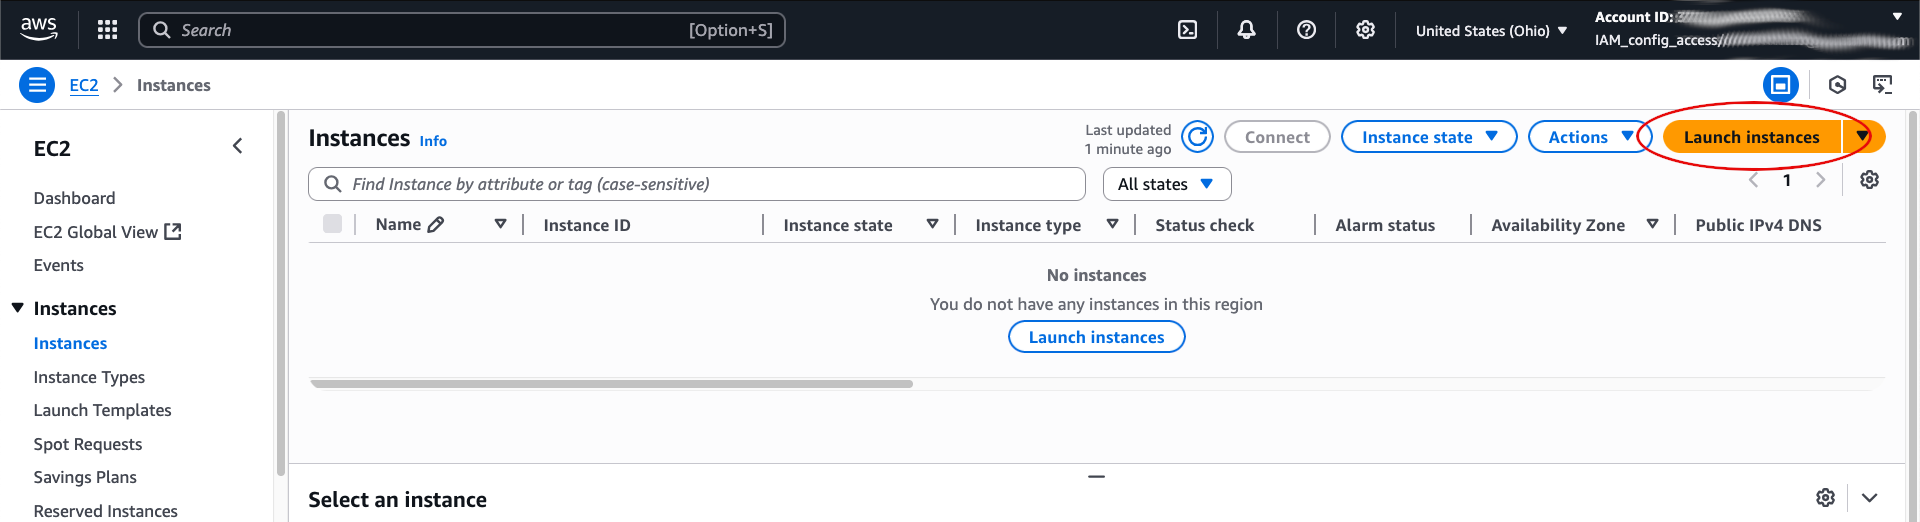 aws
Search [Option+S]
United States (Ohio)
Account ID:
IAM_config_access/
EC2 Instances
EC2
Dashboard
EC2 Global View
Events
Instances
Instances
Instance Types
Launch Templates
Spot Requests
Savings Plans
Reserved Instances
Instances Info
Last updated
1 minute ago
Connect
Instance state
Actions
Launch instances
Find Instance by attribute or tag (case-sensitive)
All states
1
Name Instance ID Instance state Instance type Status check Alarm status Availability Zone Public IPv4 DNS
No instances
You do not have any instances in this region
Launch instances
Select an instance